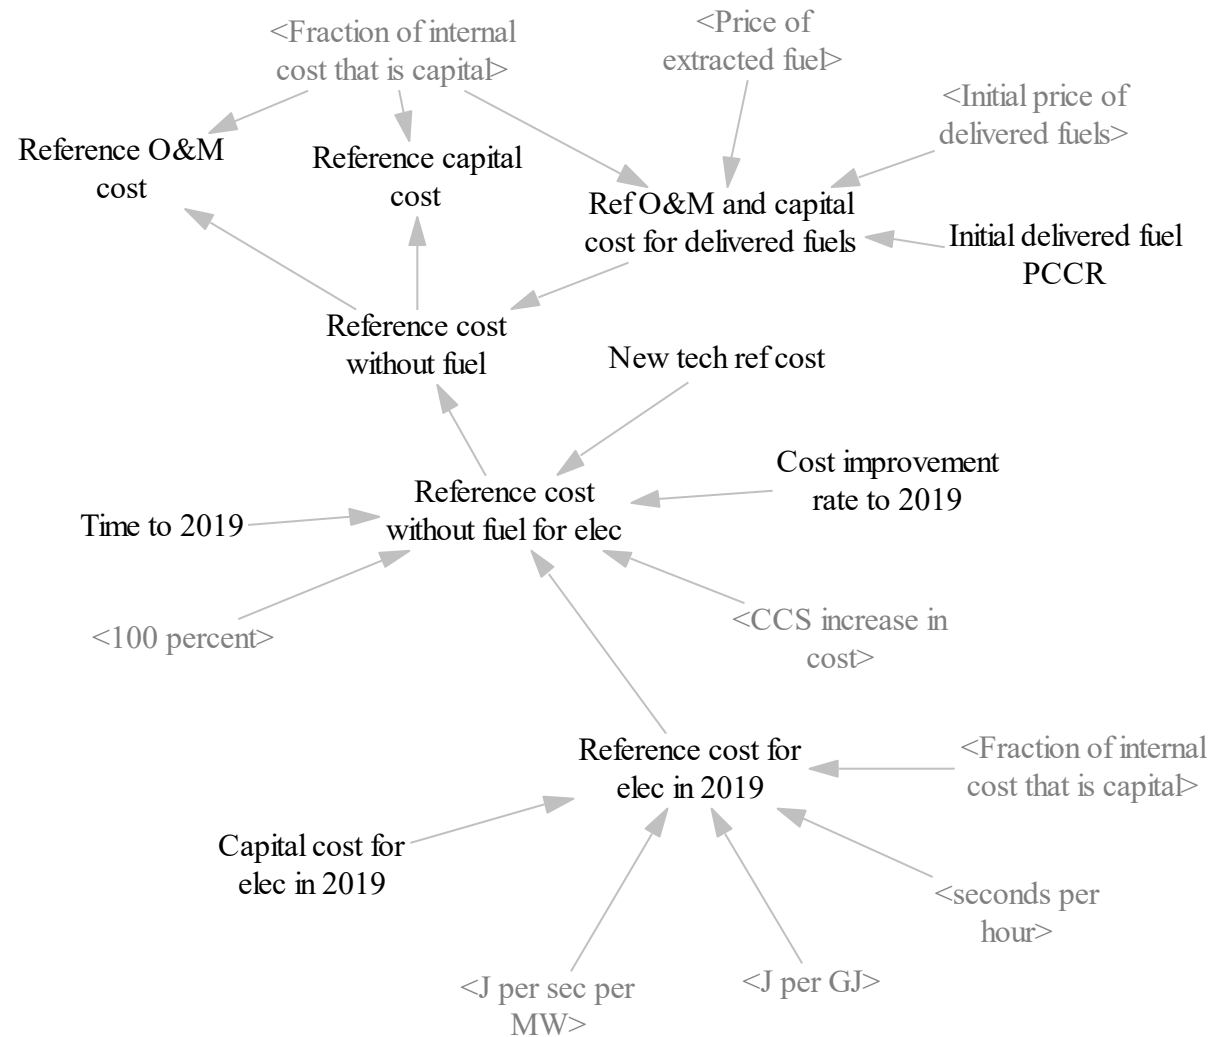 <Fraction of internal
cost that is capital>
<Price of
extracted fuel>
<Initial price of
delivered fuels>
Reference O&M
cost
Reference capital
cost
Ref O&M and capital
cost for delivered fuels
Initial delivered fuel
PCCR
Reference cost
without fuel
New tech ref cost
Cost improvement
rate to 2019
Reference cost
without fuel for elec
Time to 2019
<100 percent>
<CCS increase in
cost>
Reference cost for
elec in 2019
<Fraction of internal
cost that is capital>
Capital cost for
elec in 2019
<seconds per
hour>
<J per sec per
MW>
<J per GJ>